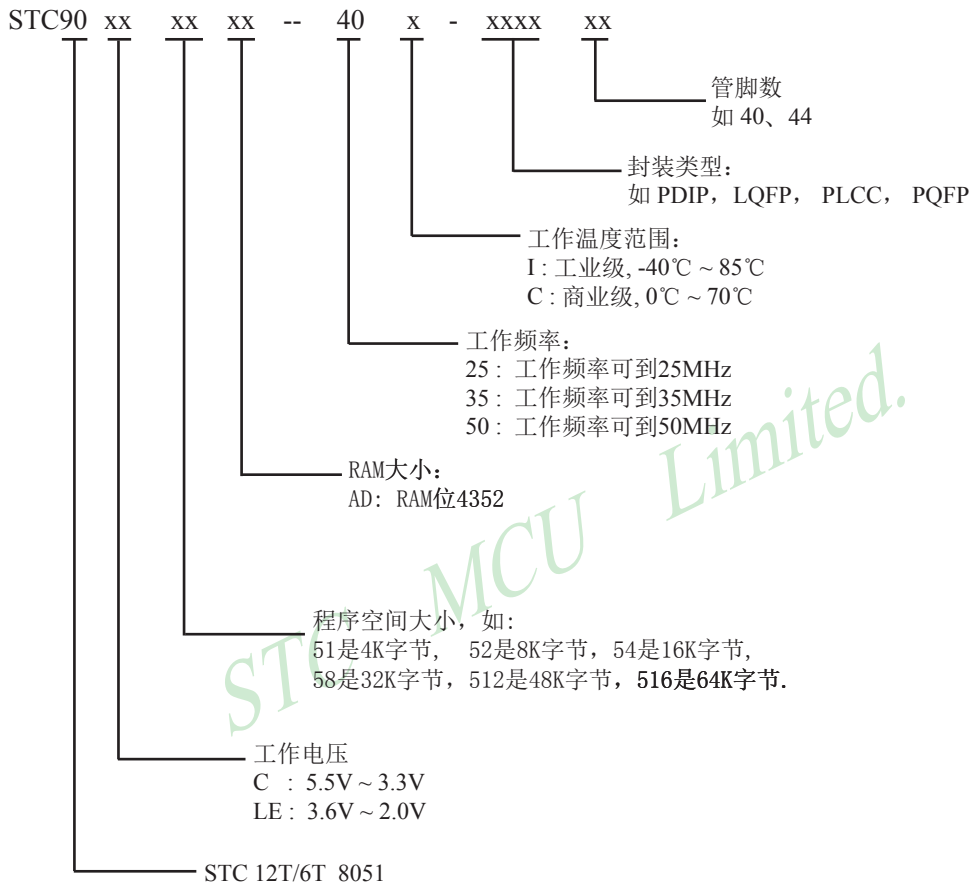 STC90 xx xx xx -- 40 x - xxxx xx
管脚数
如 40、44
封装类型：
如 PDIP，LQFP， PLCC， PQFP
工作温度范围：
I : 工业级, -40℃ ~ 85℃
C : 商业级, 0℃ ~ 70℃
工作频率：
25 : 工作频率可到25MHz
35 : 工作频率可到35MHz
50 : 工作频率可到50MHz
RAM大小：
AD: RAM位4352
程序空间大小，如:
51是4K字节, 52是8K字节，54是16K字节,
58是32K字节，512是48K字节，516是64K字节.
工作电压
C : 5.5V ~ 3.3V
LE : 3.6V ~ 2.0V
STC 12T/6T 8051
STC MCU Limited.